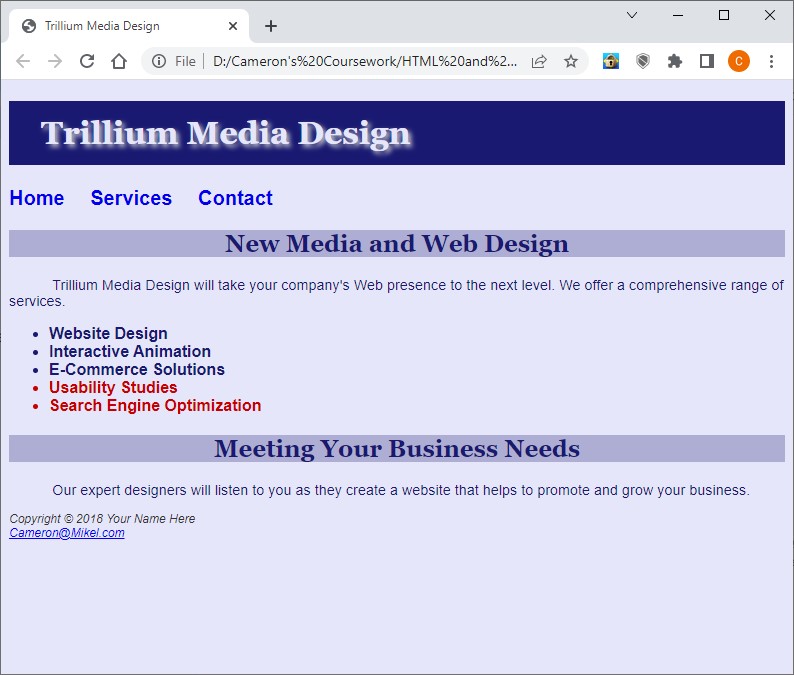 Trillium Media Design
File D:/Cameron's%20Coursework/HTML%20and%2...
C
Trillium Media Design
Home Services Contact
New Media and Web Design
Trillium Media Design will take your company's Web presence to the next level. We offer a comprehensive range of
services.
• Website Design
• Interactive Animation
• E-Commerce Solutions
• Usability Studies
• Search Engine Optimization
Meeting Your Business Needs
Our expert designers will listen to you as they create a website that helps to promote and grow your business.
Copyright © 2018 Your Name Here
Cameron@Mikel.com